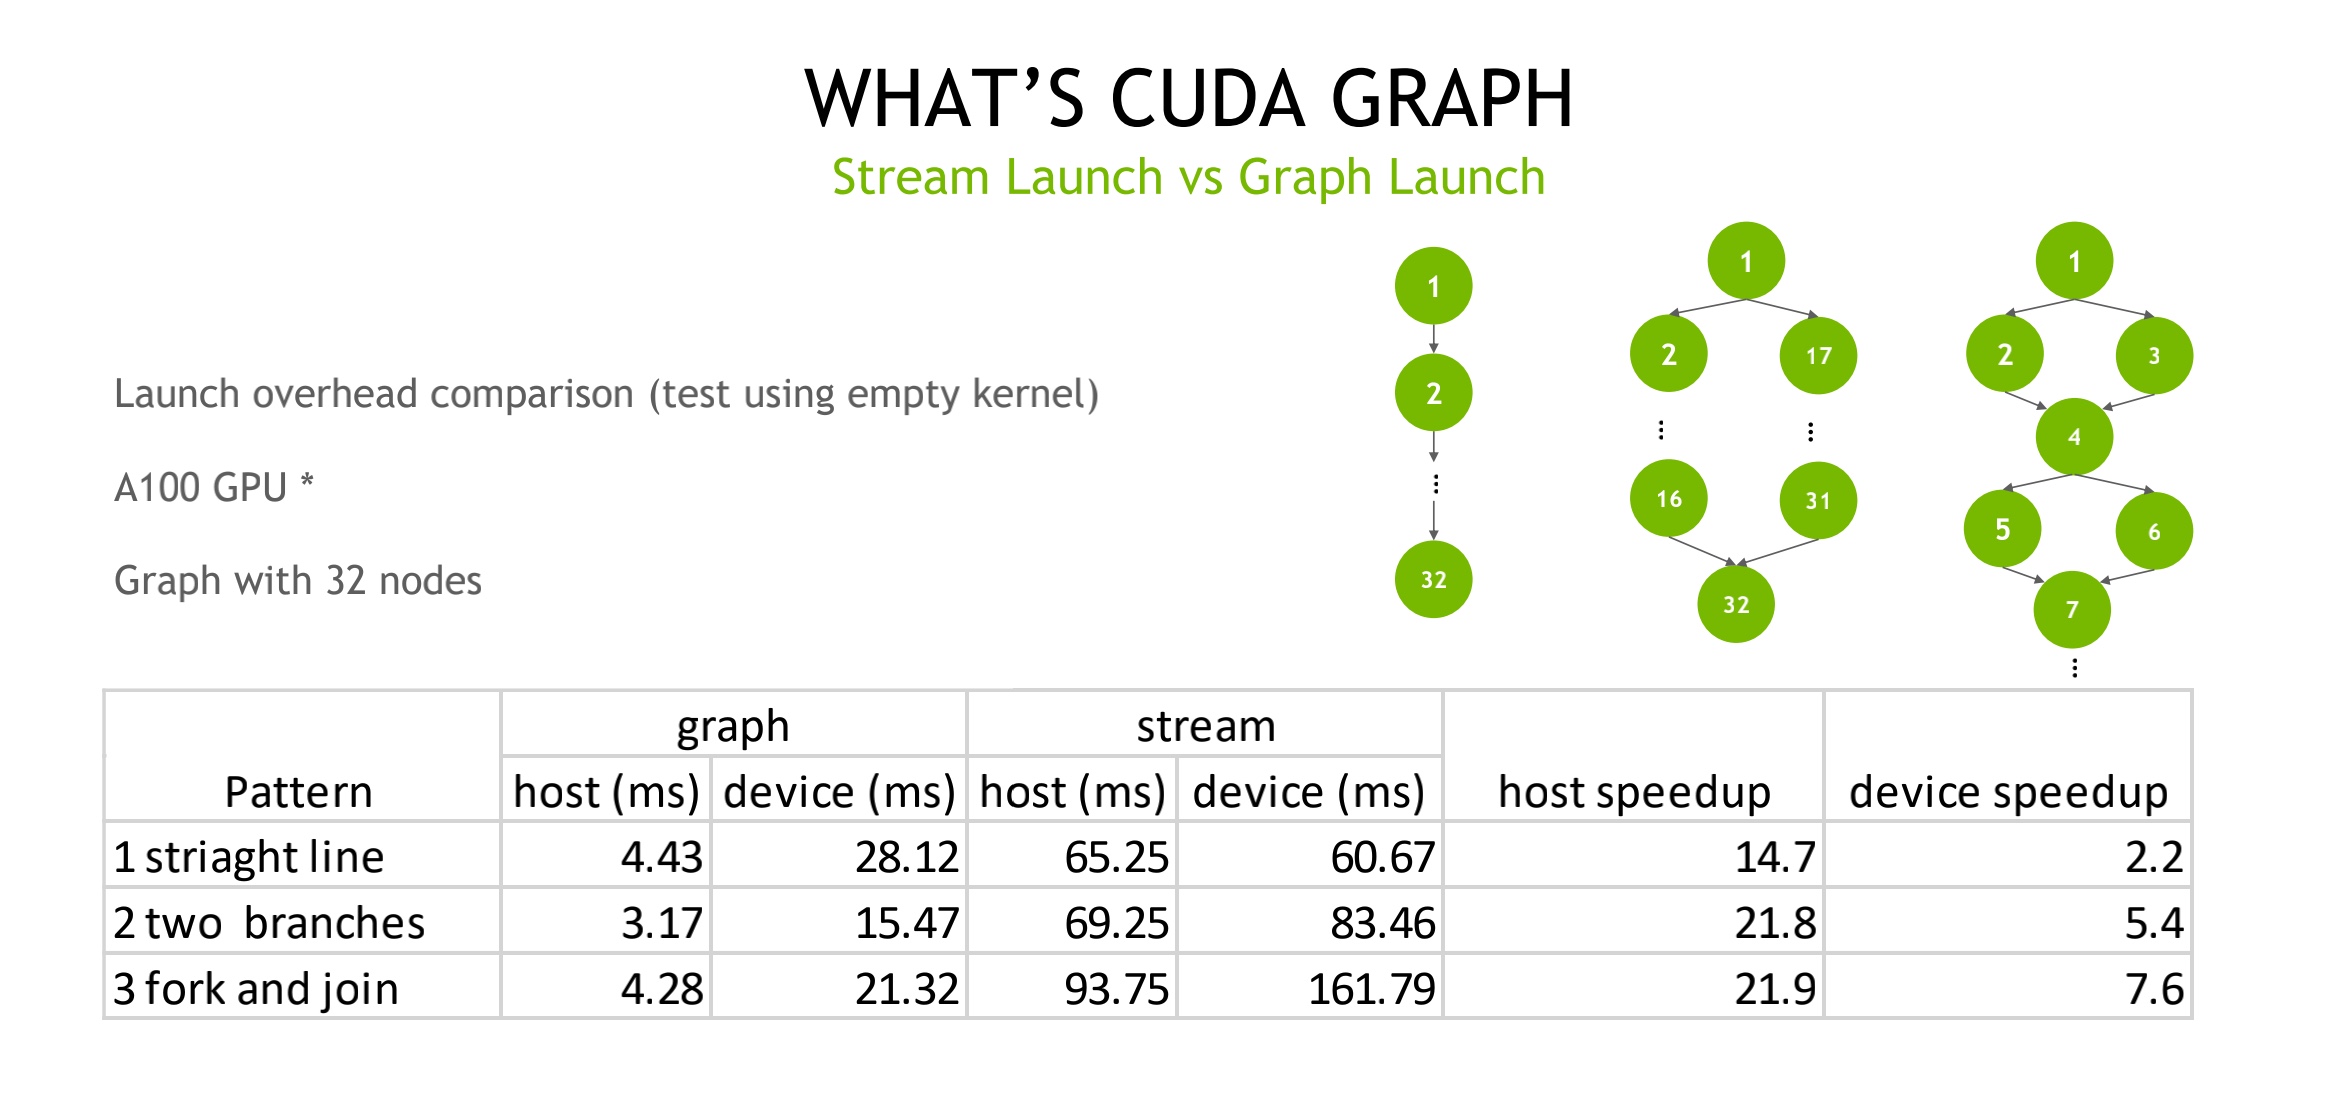 WHAT'S CUDA GRAPH
Stream Launch vs Graph Launch
Launch overhead comparison (test using empty kernel)
A100 GPU *
Graph with 32 nodes
1
2
⋮
32
1
2 17
⋮ ⋮
16 31
32
1
2 3
4
5 6
7
⋮
graph stream
Pattern host (ms) device (ms) host (ms) device (ms) host speedup device speedup
1 striaght line 4.43 28.12 65.25 60.67 14.7 2.2
2 two branches 3.17 15.47 69.25 83.46 21.8 5.4
3 fork and join 4.28 21.32 93.75 161.79 21.9 7.6